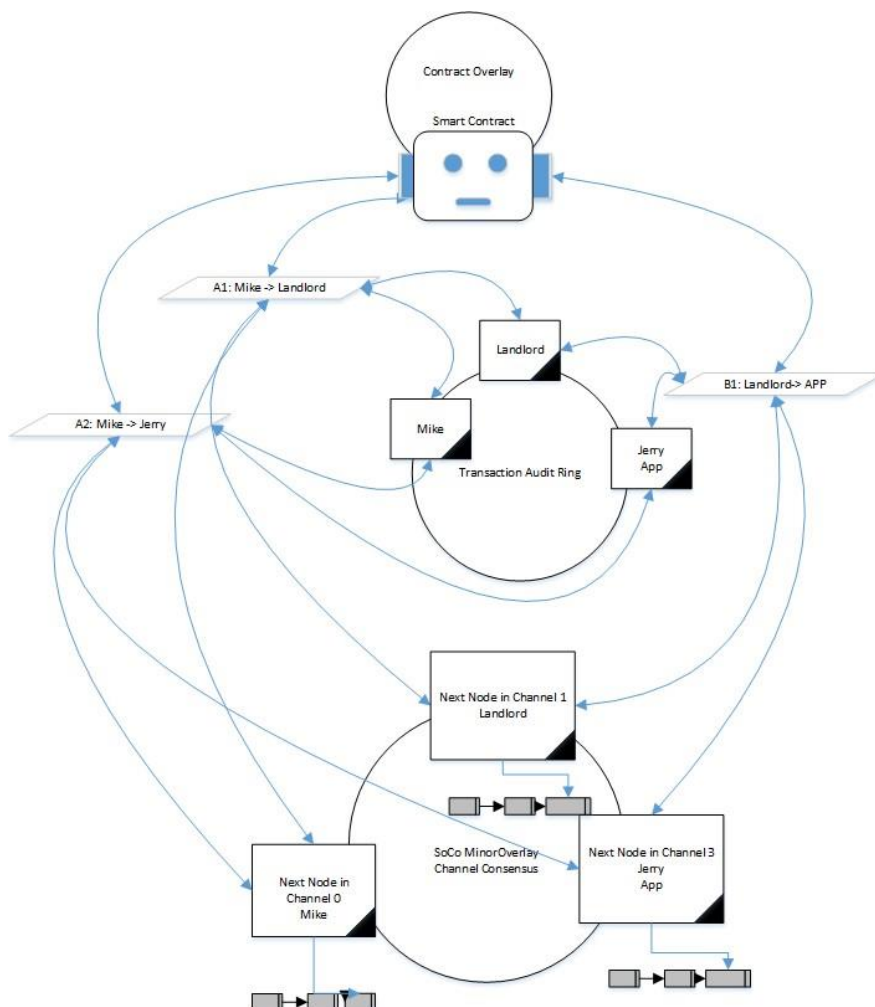 Contract Overlay
Smart Contract
A1: Mike -> Landlord
Landlord
B1: Landlord-> APP
A2: Mike -> Jerry
Mike
Jerry
App
Transaction Audit Ring
Next Node in Channel 1
Landlord
SoCo MinorOverlay
Channel Consensus
Next Node in Channel 3
Jerry
App
Next Node in
Channel 0
Mike